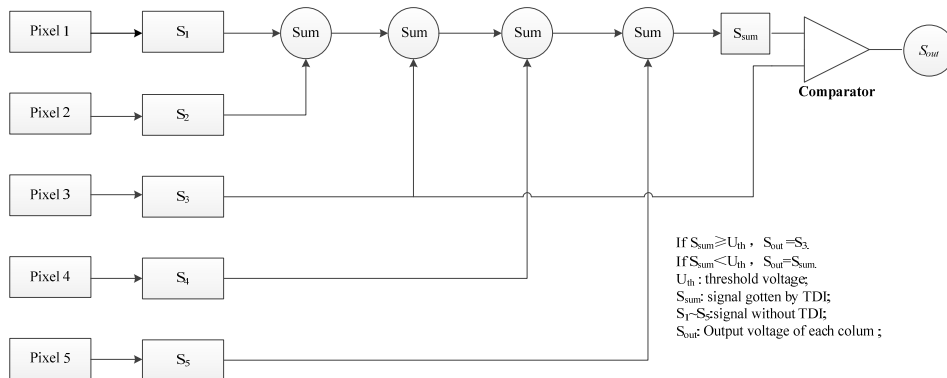 Pixel 1
S1
Sum
Sum
Sum
Sum
Ssum
Sout
Comparator
Pixel 2
S2
Pixel 3
S3
Pixel 4
S4
Pixel 5
S5
If Ssum≥Uth , Sout=S3.
If Ssum<Uth , Sout=Ssum.
Uth : threshold voltage;
Ssum: signal gotten by TDI;
S1~S5:signal without TDI;
Sout: Output voltage of each colum ;